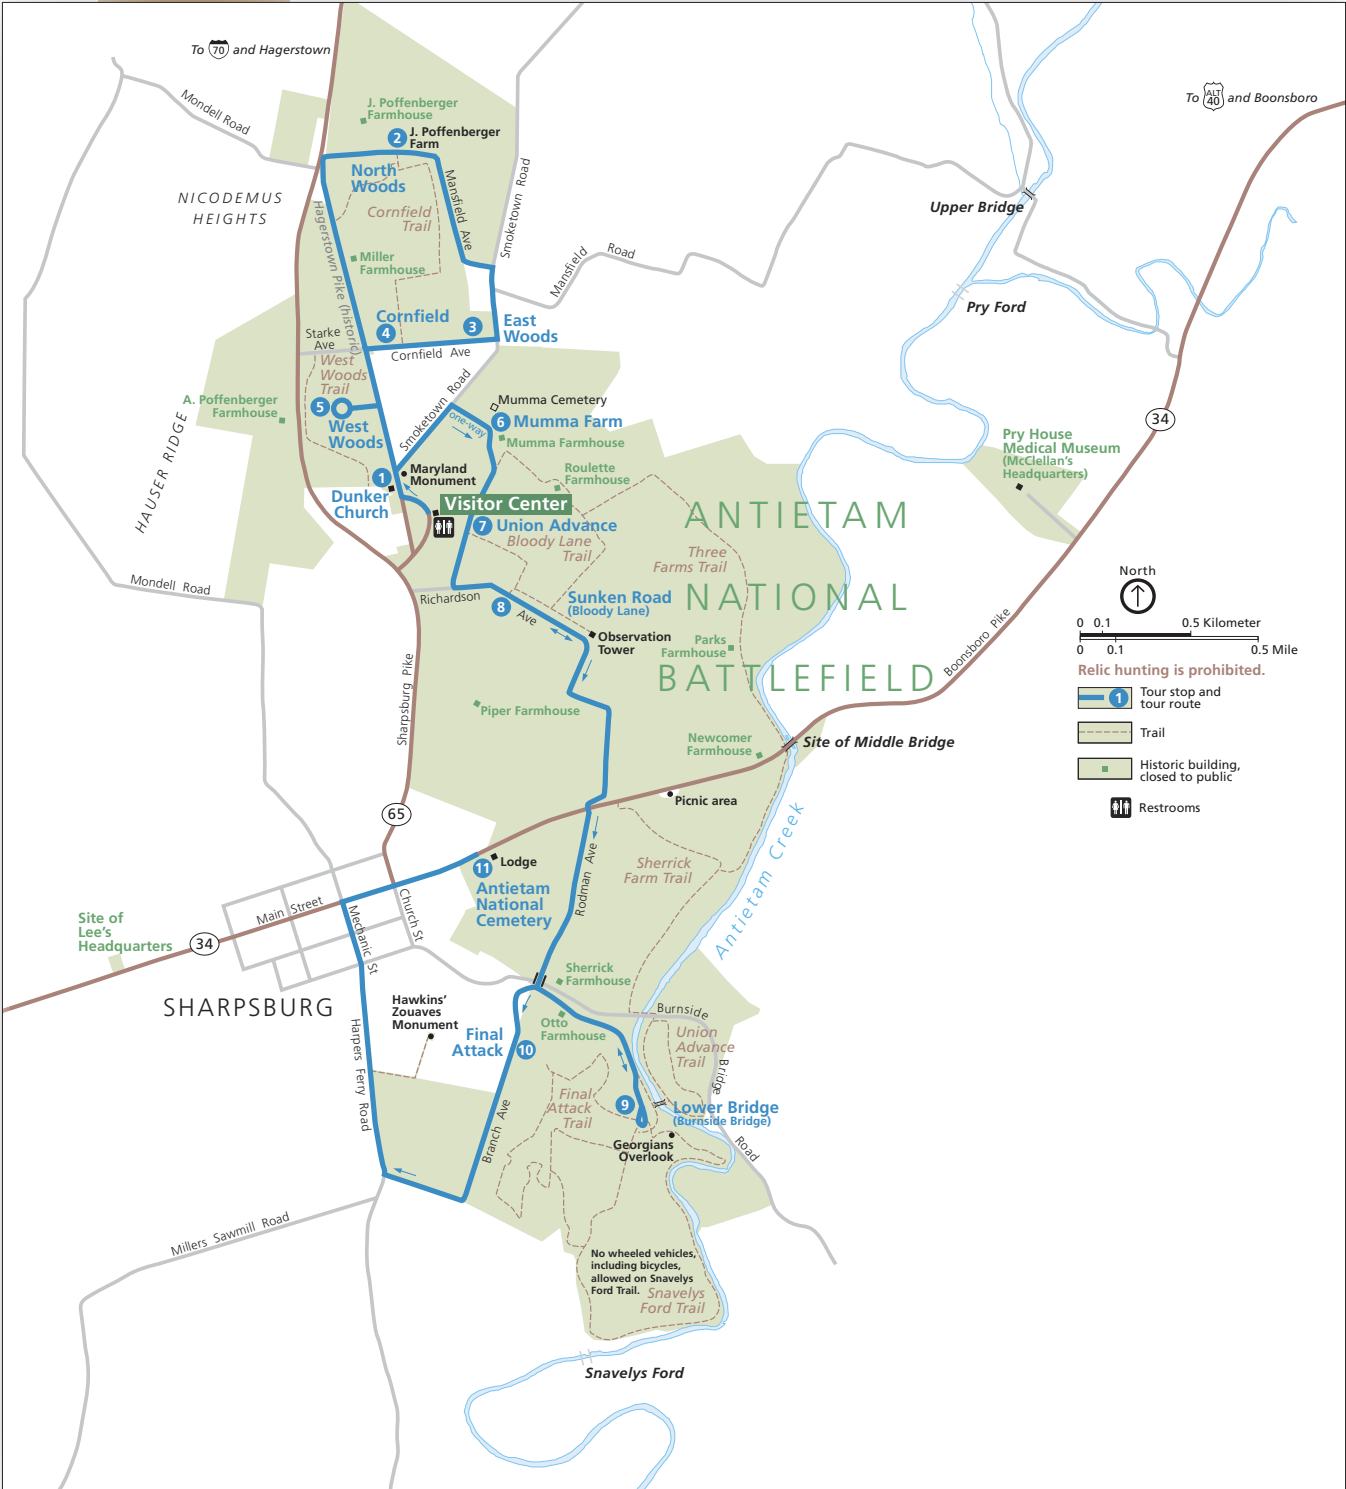 To 70 and Hagerstown
To ALT 40 and Boonsboro
Mondell Road
J. Poffenberger
Farmhouse
2
J. Poffenberger
Farm
North
Woods
NICODEMUS
HEIGHTS
Cornfield
Trail
Mansfield Ave
Smoketown Road
Hagerstown Pike (historic)
Miller
Farmhouse
Mansfield Road
Upper Bridge
Pry Ford
Cornfield
4
3
East
Woods
Starke
Ave
Cornfield Ave
West
Woods
Trail
A. Poffenberger
Farmhouse
5
West
Woods
Smoketown Road
one-way
Mumma Cemetery
6
Mumma Farm
Mumma Farmhouse
HAUSER RIDGE
34
Pry House
Medical Museum
(McClellan's
Headquarters)
1
Maryland
Monument
Dunker
Church
Roulette
Farmhouse
Visitor Center
7
Union Advance
Bloody Lane
Trail
Three
Farms Trail
ANTIETAM
NATIONAL
BATTLEFIELD
Mondell Road
Richardson Ave
8
Sunken Road
(Bloody Lane)
Observation
Tower
Parks
Farmhouse
Boonsboro Pike
North
0 0.1 0.5 Kilometer
0 0.1 0.5 Mile
Relic hunting is prohibited.
1
Tour stop and
tour route
Trail
Historic building,
closed to public
Restrooms
Sharpsburg Pike
Piper Farmhouse
Newcomer
Farmhouse
Site of Middle Bridge
Picnic area
65
11
Lodge
Antietam
National
Cemetery
Rodman Ave
Sherrick
Farm Trail
Antietam Creek
Main Street
Church St
Mechanic St
Site of
Lee's
Headquarters
34
SHARPSBURG
Sherrick
Farmhouse
Hawkins'
Zouaves
Monument
Final
Attack
10
Otto
Farmhouse
Burnside Bridge Road
Union
Advance
Trail
Harpers Ferry Road
Branch Ave
Final
Attack
Trail
9
Lower Bridge
(Burnside Bridge)
Georgians
Overlook
Millers Sawmill Road
No wheeled vehicles,
including bicycles,
allowed on Snavelys
Ford Trail.
Snavelys
Ford Trail
Snavelys Ford